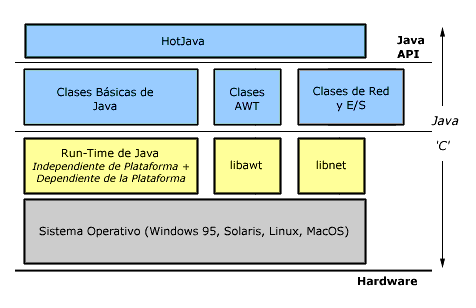 HotJava
Java
API
Clases Básicas de
Java
Clases
AWT
Clases de Red
y E/S
Java
'C'
Run-Time de Java
Independiente de Plataforma +
Dependiente de la Plataforma
libawt
libnet
Sistema Operativo (Windows 95, Solaris, Linux, MacOS)
Hardware